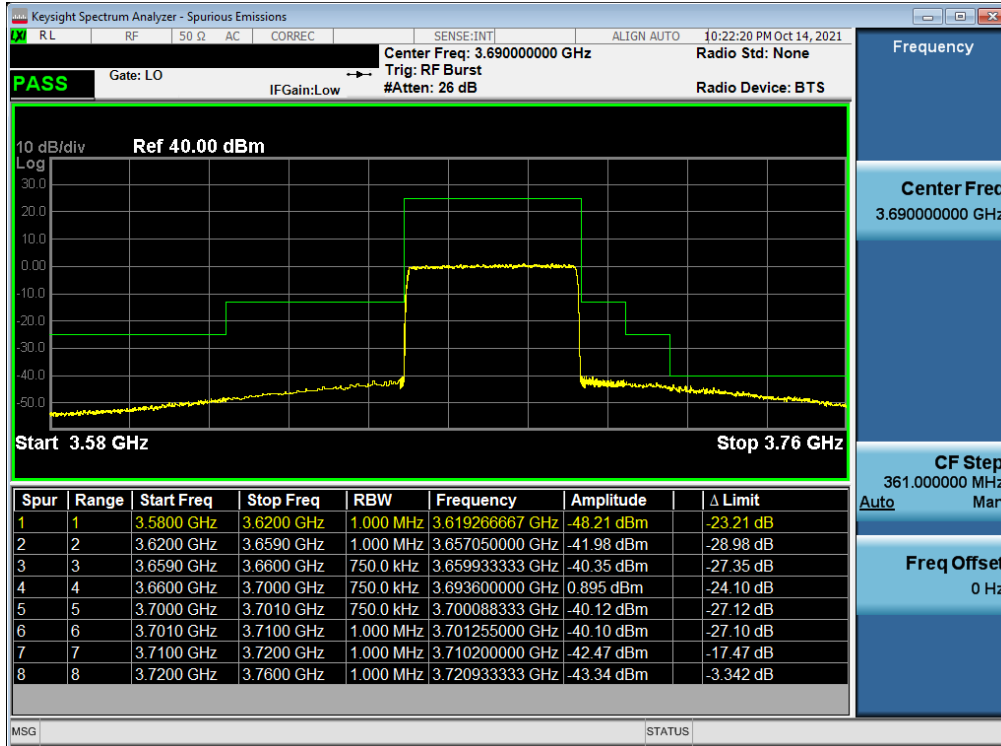 Keysight Spectrum Analyzer - Spurious Emissions
LXI RL RF 50 Ω AC CORREC SENSE:INT ALIGN AUTO 10:22:20 PM Oct 14, 2021
Center Freq: 3.690000000 GHz Radio Std: None
Gate: LO Trig: RF Burst
PASS IFGain:Low #Atten: 26 dB Radio Device: BTS
10 dB/div Ref 40.00 dBm
Log
30.0
20.0
10.0
0.00
-10.0
-20.0
-30.0
-40.0
-50.0
Start 3.58 GHz Stop 3.76 GHz
Spur Range Start Freq Stop Freq RBW Frequency Amplitude Δ Limit
1 1 3.5800 GHz 3.6200 GHz 1.000 MHz 3.619266667 GHz -48.21 dBm -23.21 dB
2 2 3.6200 GHz 3.6590 GHz 1.000 MHz 3.657050000 GHz -41.98 dBm -28.98 dB
3 3 3.6590 GHz 3.6600 GHz 750.0 kHz 3.659933333 GHz -40.35 dBm -27.35 dB
4 4 3.6600 GHz 3.7000 GHz 750.0 kHz 3.693600000 GHz 0.895 dBm -24.10 dB
5 5 3.7000 GHz 3.7010 GHz 750.0 kHz 3.700088333 GHz -40.12 dBm -27.12 dB
6 6 3.7010 GHz 3.7100 GHz 1.000 MHz 3.701255000 GHz -40.10 dBm -27.10 dB
7 7 3.7100 GHz 3.7200 GHz 1.000 MHz 3.710200000 GHz -42.47 dBm -17.47 dB
8 8 3.7200 GHz 3.7600 GHz 1.000 MHz 3.720933333 GHz -43.34 dBm -3.342 dB
MSG STATUS
Frequency
Center Freq
3.690000000 GHz
CF Step
361.000000 MHz
Auto Man
Freq Offset
0 Hz